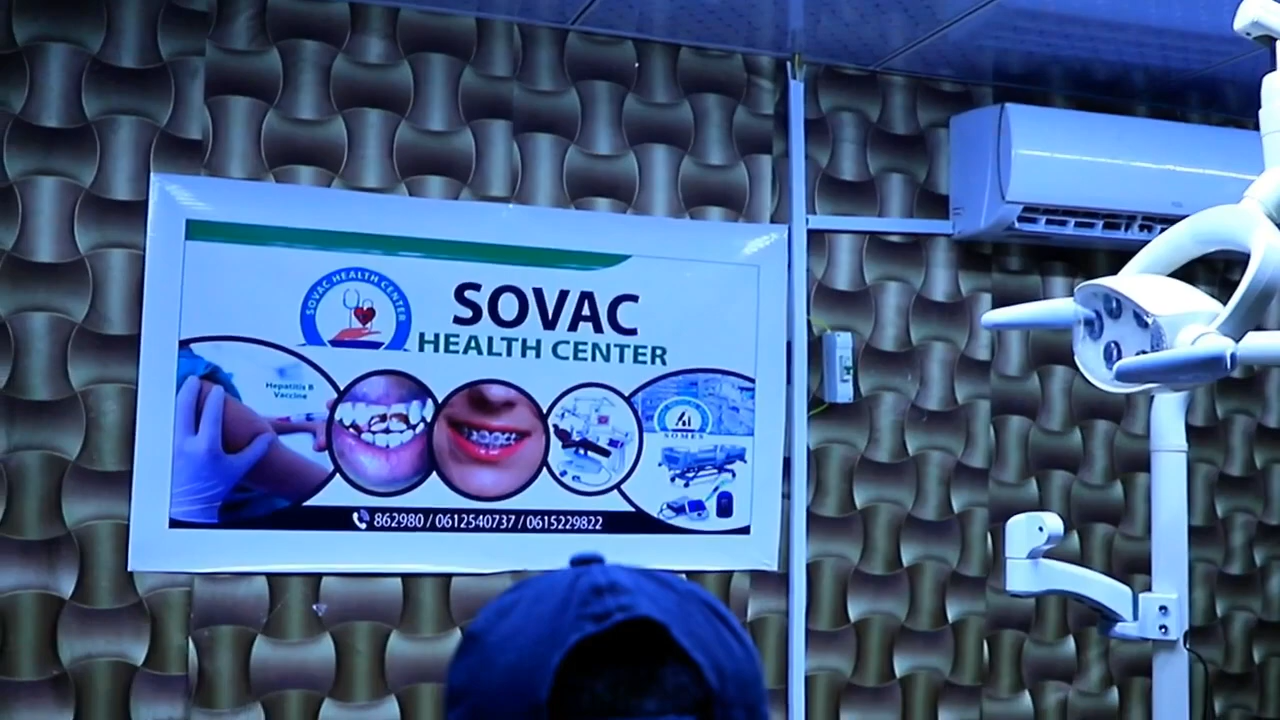 SOVAC HEALTH CENTER
SOVAC
HEALTH CENTER
Hepatitis B
Vaccine
SOMES
862980 / 0612540737 / 0615229822